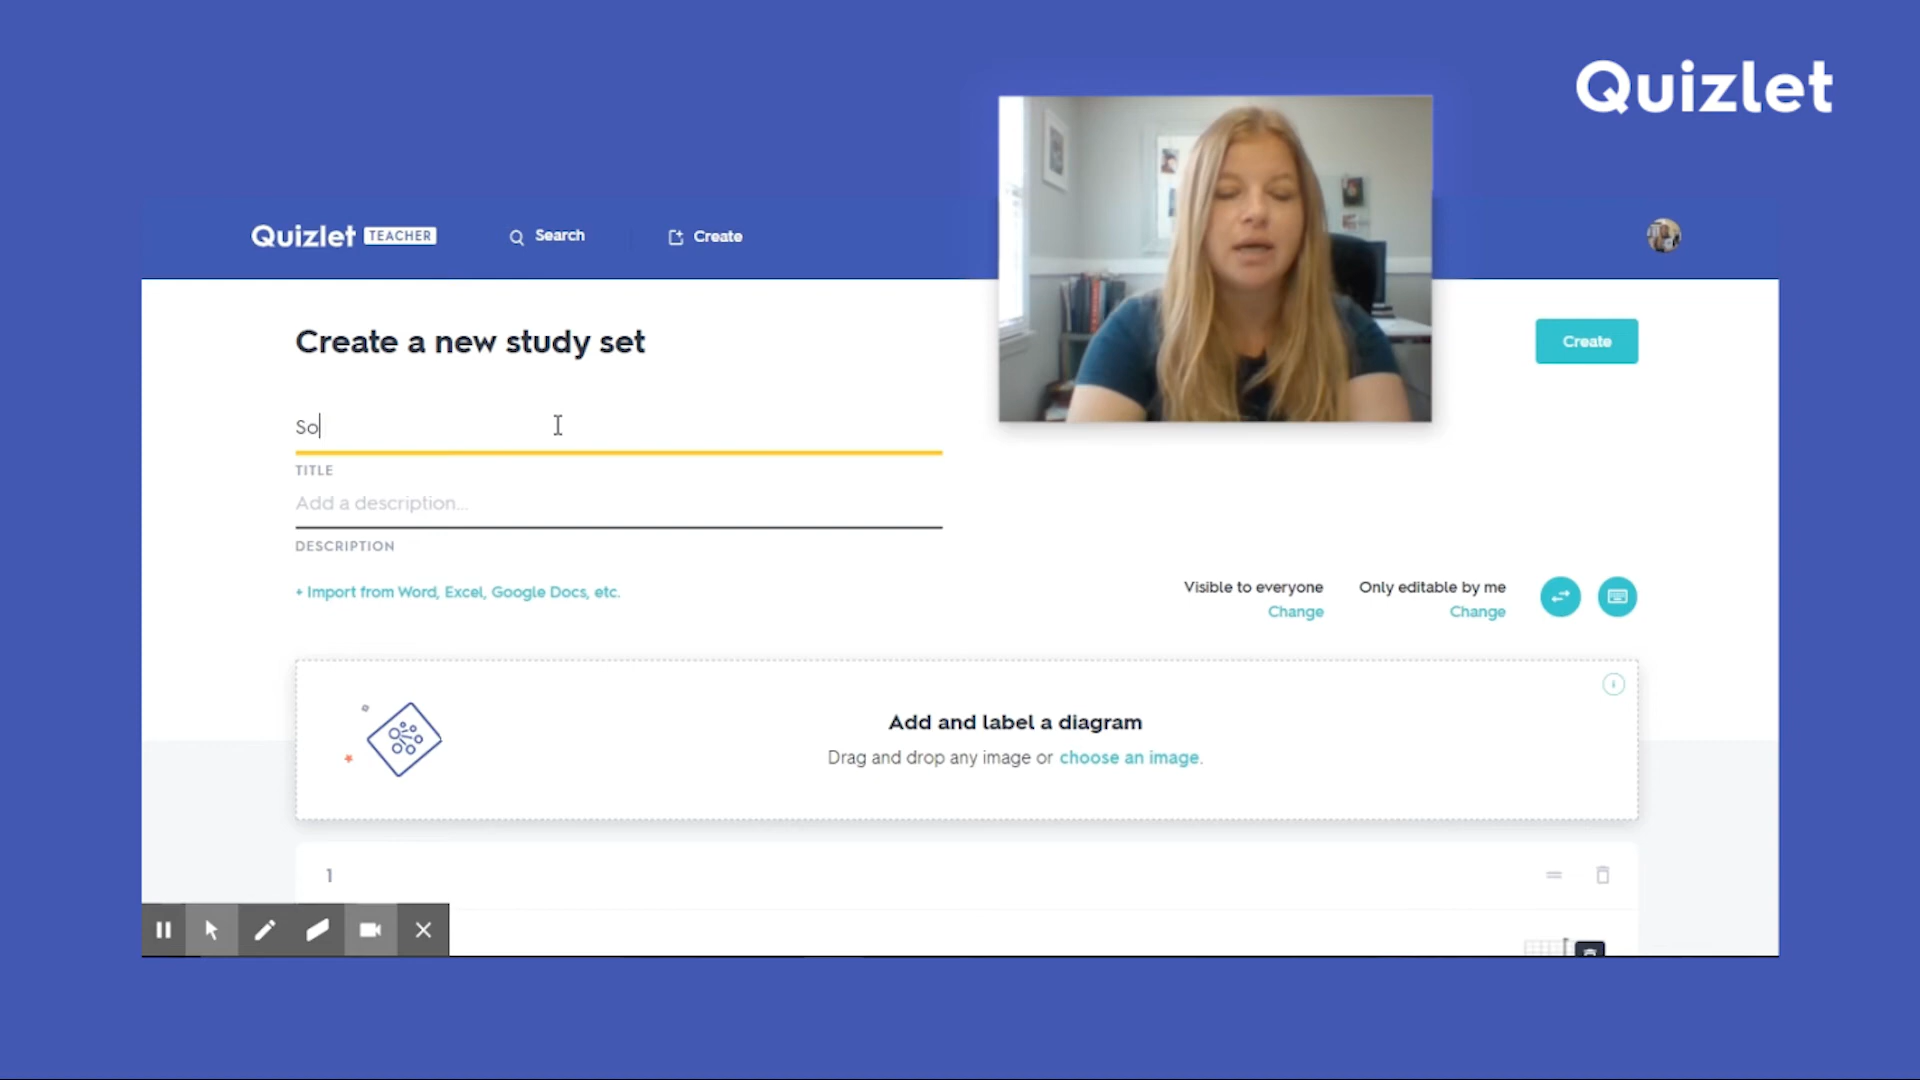 Quizlet
Quizlet TEACHER Search Create
Create a new study set
Create
So
TITLE
Add a description...
DESCRIPTION
+ Import from Word, Excel, Google Docs, etc.
Visible to everyone
Change
Only editable by me
Change
Add and label a diagram
Drag and drop any image or choose an image.
1